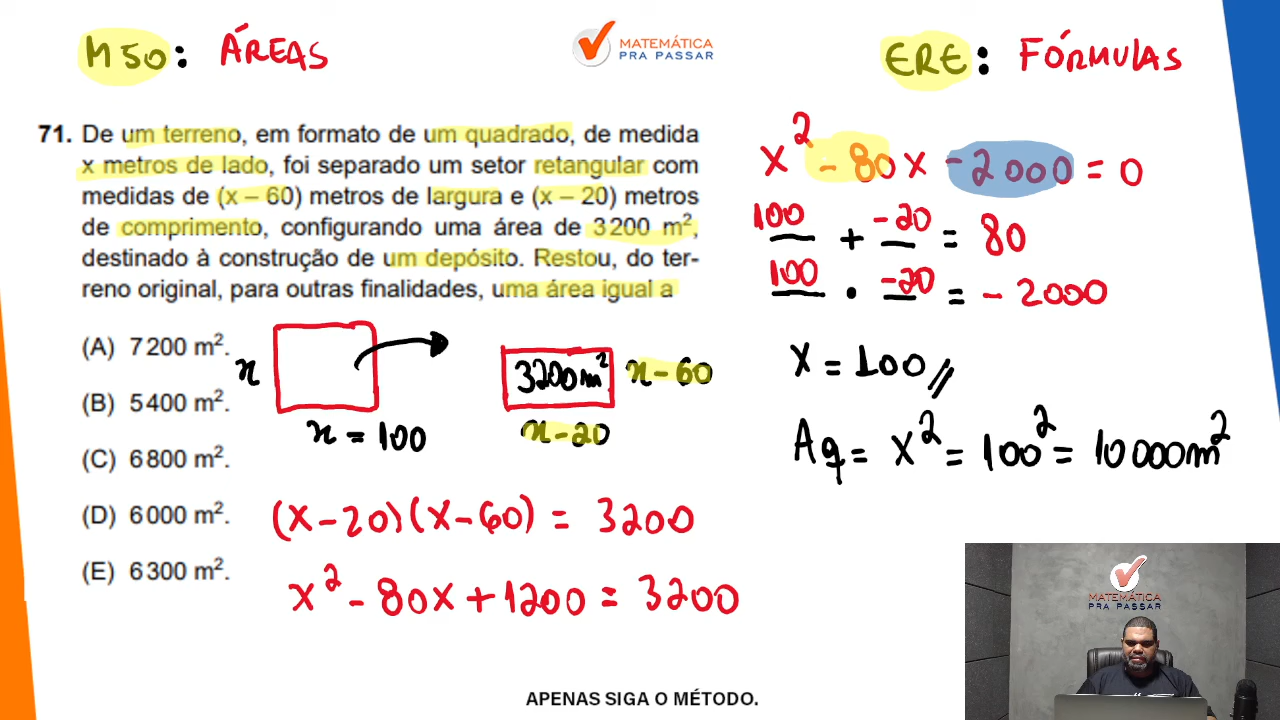 M50: ÁREAS
MATEMÁTICA
PRA PASSAR
ERE: FÓRMULAS
71. De um terreno, em formato de um quadrado, de medida
x metros de lado, foi separado um setor retangular com
medidas de (x – 60) metros de largura e (x – 20) metros
de comprimento, configurando uma área de 3200 m²,
destinado à construção de um depósito. Restou, do ter-
reno original, para outras finalidades, uma área igual a
(A) 7200 m².
(B) 5400 m².
(C) 6800 m².
(D) 6000 m².
(E) 6300 m².
x
x = 100
3200m²
x-60
x-20
(x-20)(x-60) = 3200
x² - 80x + 1200 = 3200
x² - 80x - 2000 = 0
100 + -20 = 80
100 . -20 = - 2000
x = 100//
Aq = x² = 100² = 10000m²
MATEMÁTICA
PRA PASSAR
APENAS SIGA O MÉTODO.